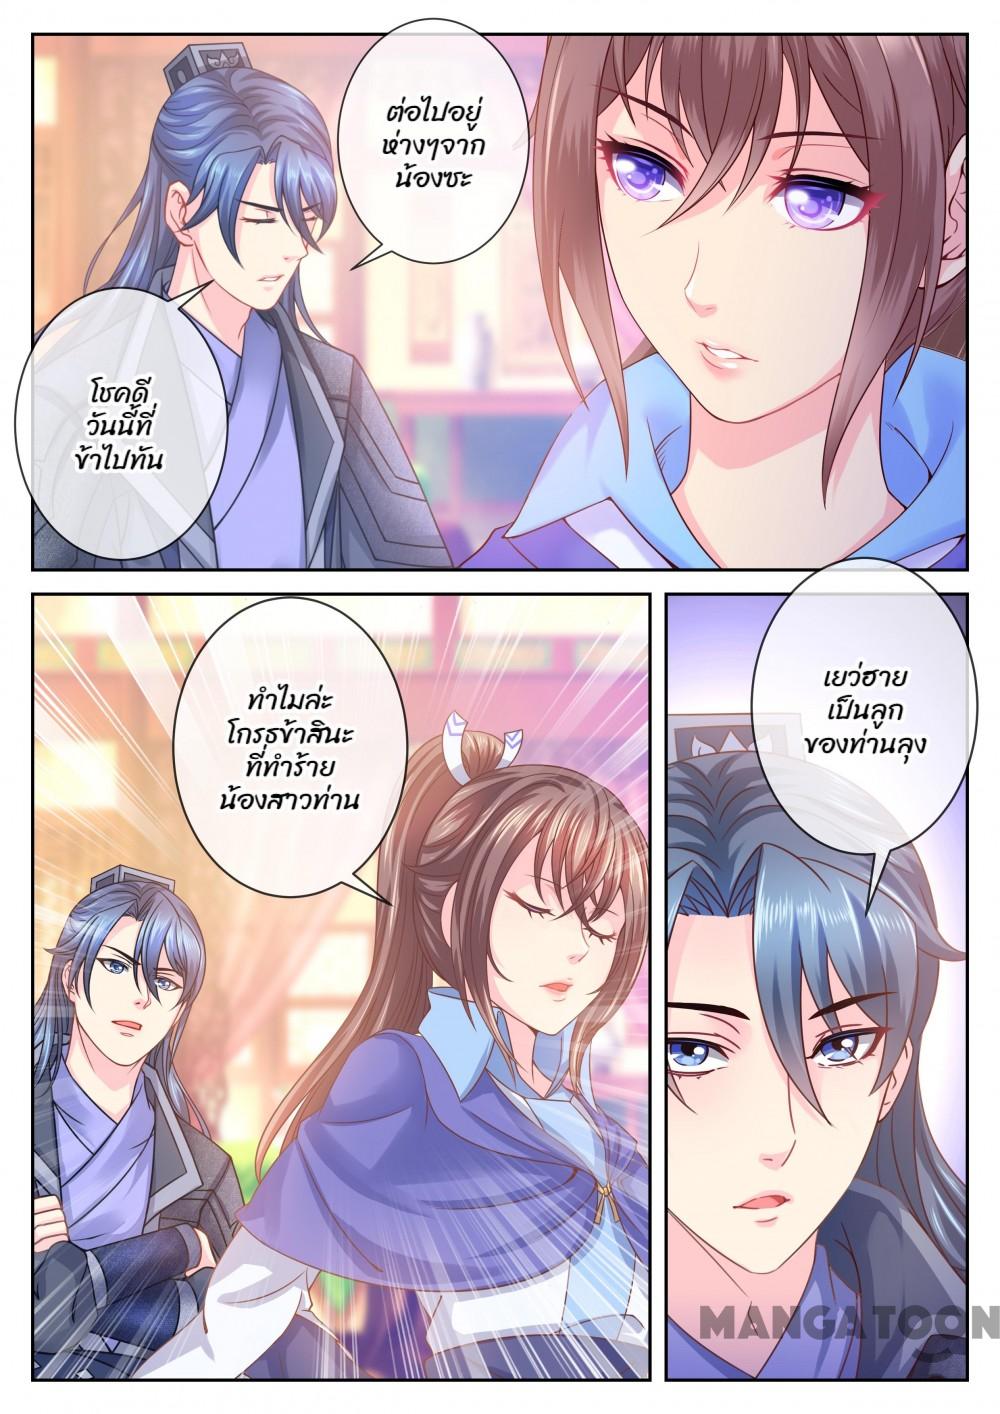 ต่อไปอยู่
ห่างๆจาก
น้องซะ
โชคดี
วันนี้ที่
ข้าไปทัน
ทำไมล่ะ
โกรธข้าสินะ
ที่ทำร้าย
น้องสาวท่าน
เยว่ฮาย
เป็นลูก
ของท่านลุง
MANGATOON